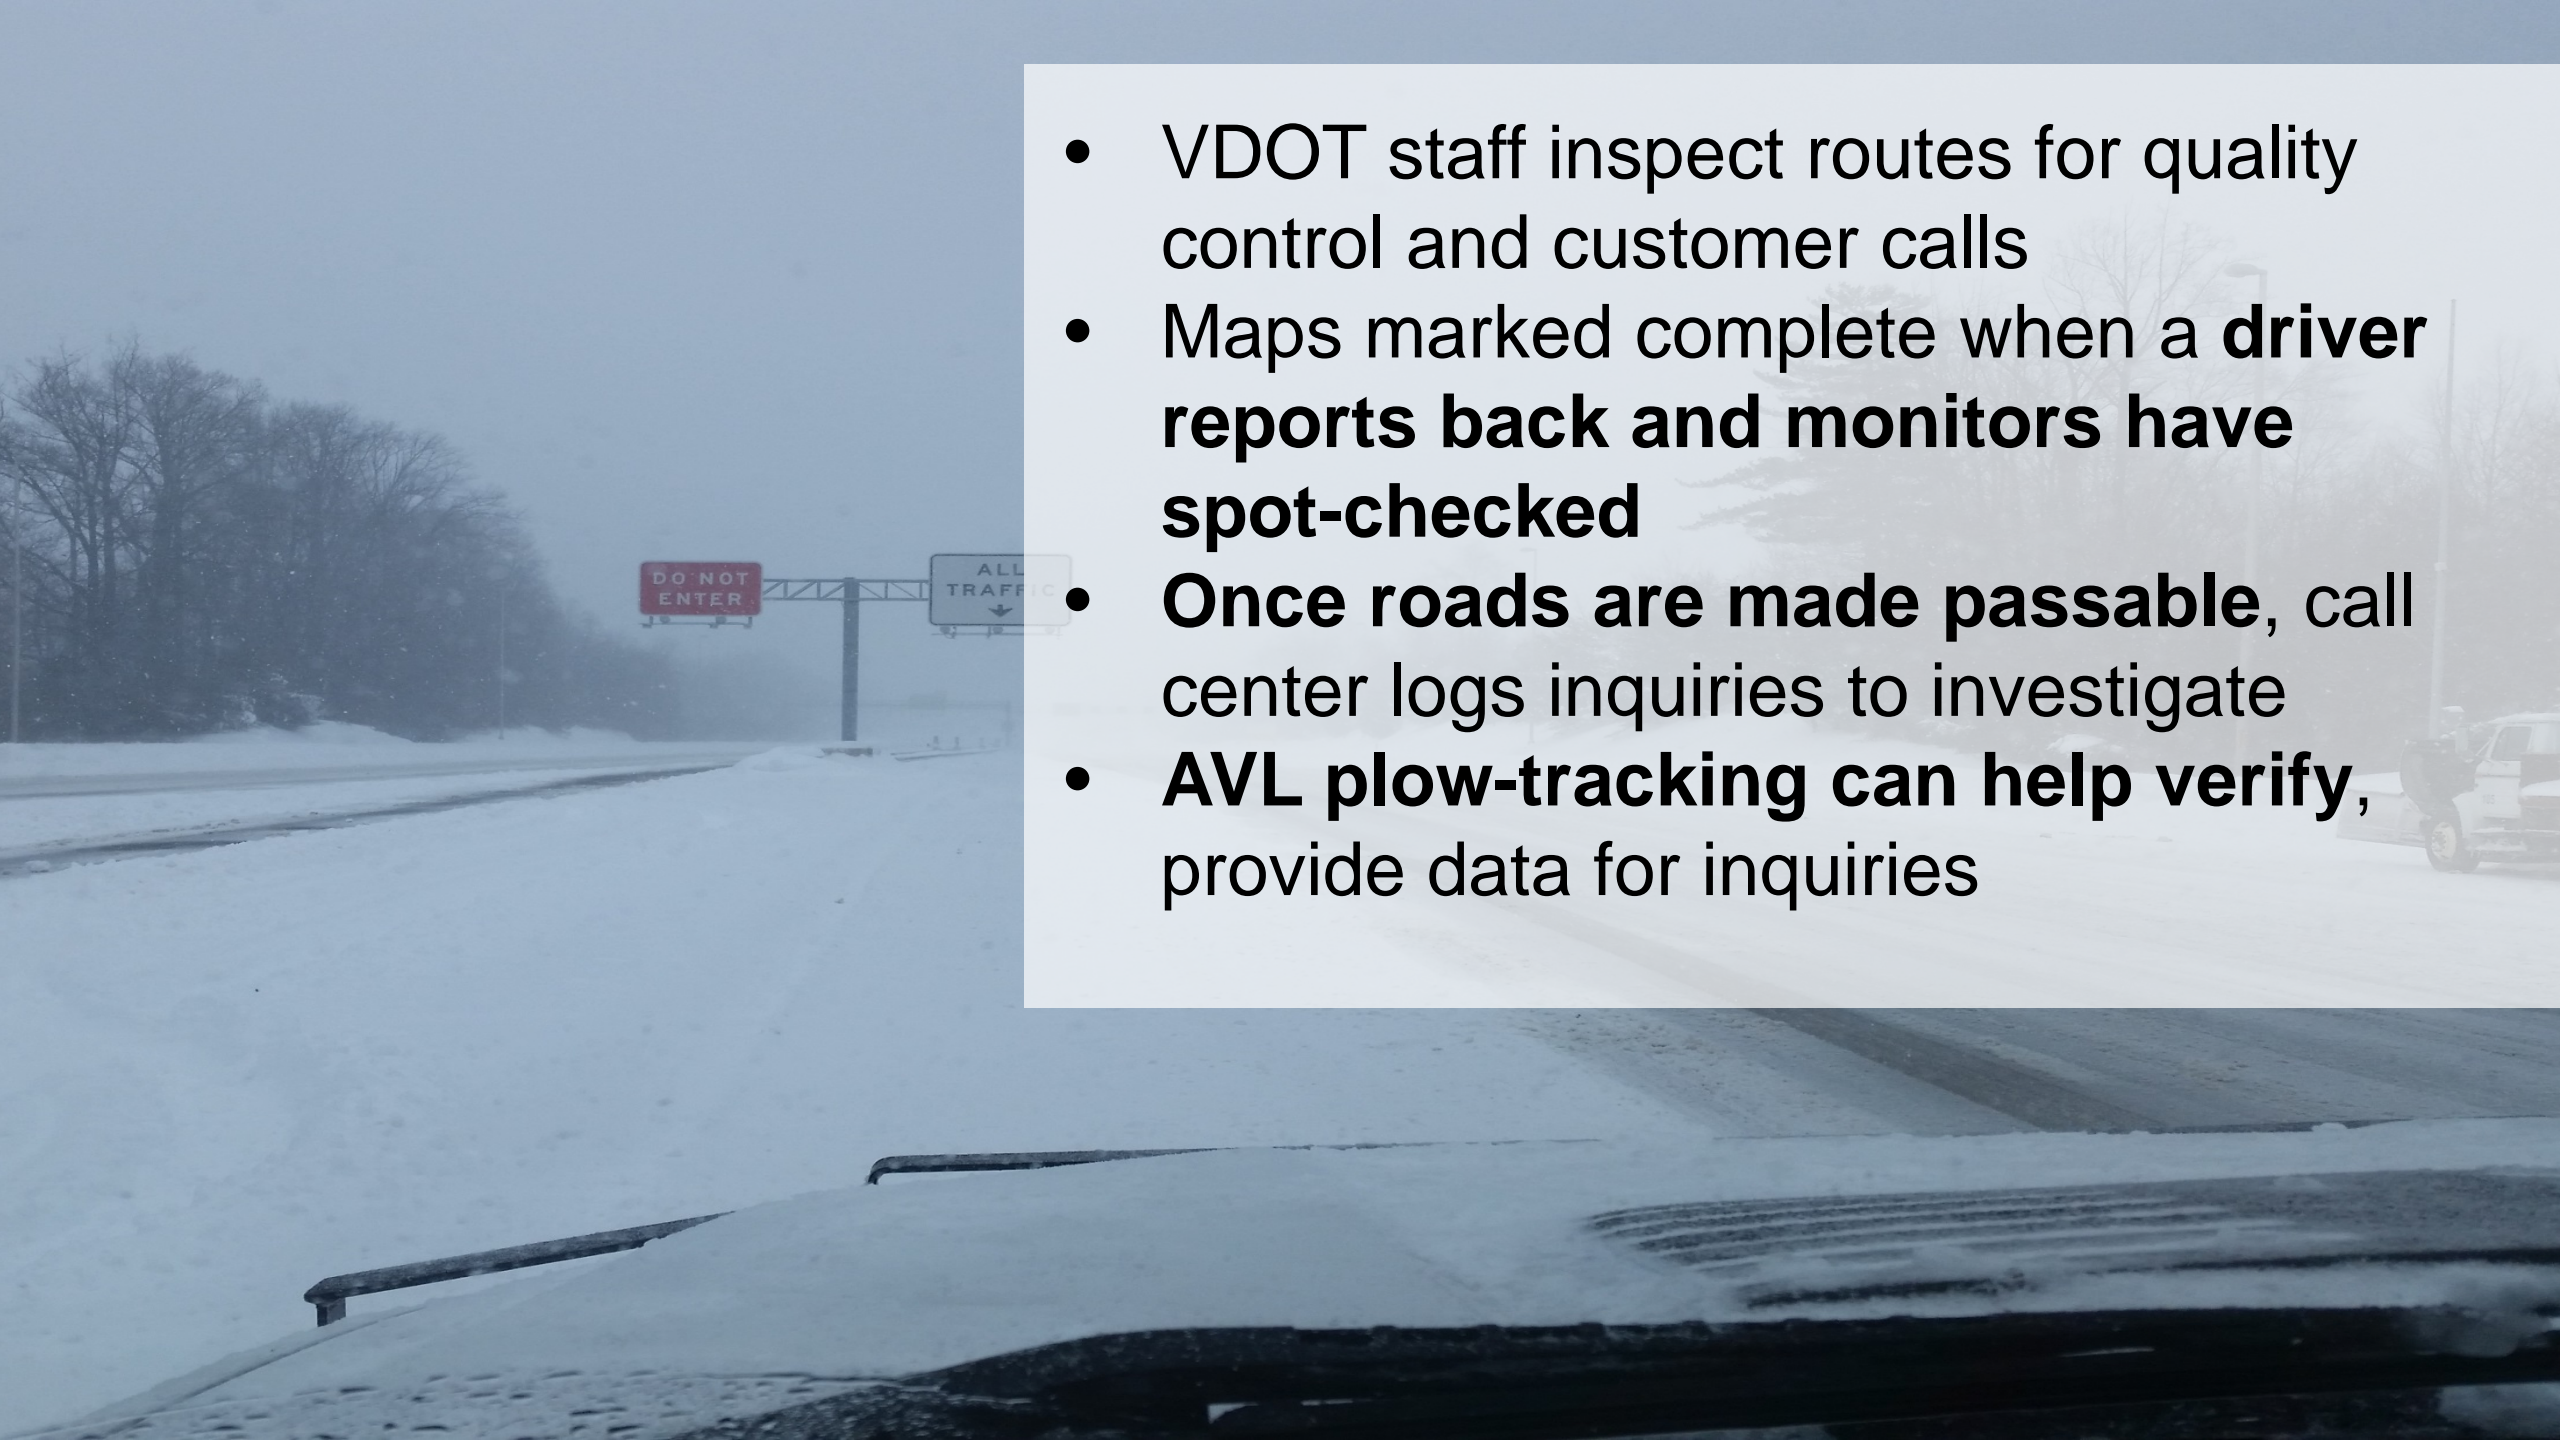 • VDOT staff inspect routes for quality
control and customer calls
• Maps marked complete when a driver
reports back and monitors have
spot-checked
• Once roads are made passable, call
center logs inquiries to investigate
• AVL plow-tracking can help verify,
provide data for inquiries
DO NOT
ENTER
ALL
TRAFFIC